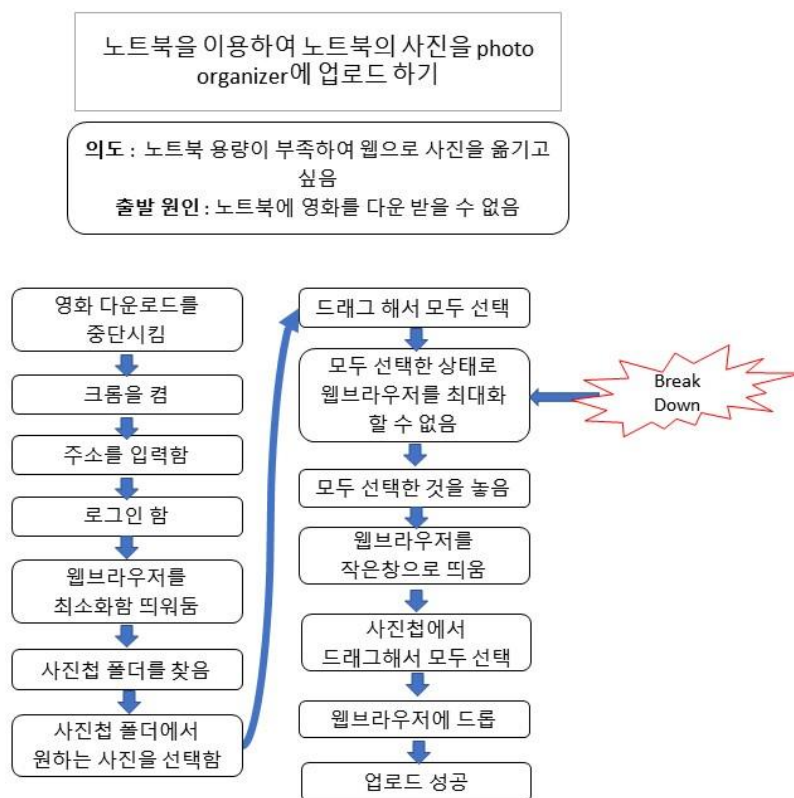 노트북을 이용하여 노트북의 사진을 photo
organizer에 업로드 하기
의도 : 노트북 용량이 부족하여 웹으로 사진을 옮기고
싶음
출발 원인 : 노트북에 영화를 다운 받을 수 없음
영화 다운로드를
중단시킴
크롬을 켬
주소를 입력함
로그인 함
웹브라우저를
최소화함 띄워둠
사진첩 폴더를 찾음
사진첩 폴더에서
원하는 사진을 선택함
드래그 해서 모두 선택
모두 선택한 상태로
웹브라우저를 최대화
할 수 없음
Break
Down
모두 선택한 것을 놓음
웹브라우저를
작은창으로 띄움
사진첩에서
드래그해서 모두 선택
웹브라우저에 드롭
업로드 성공